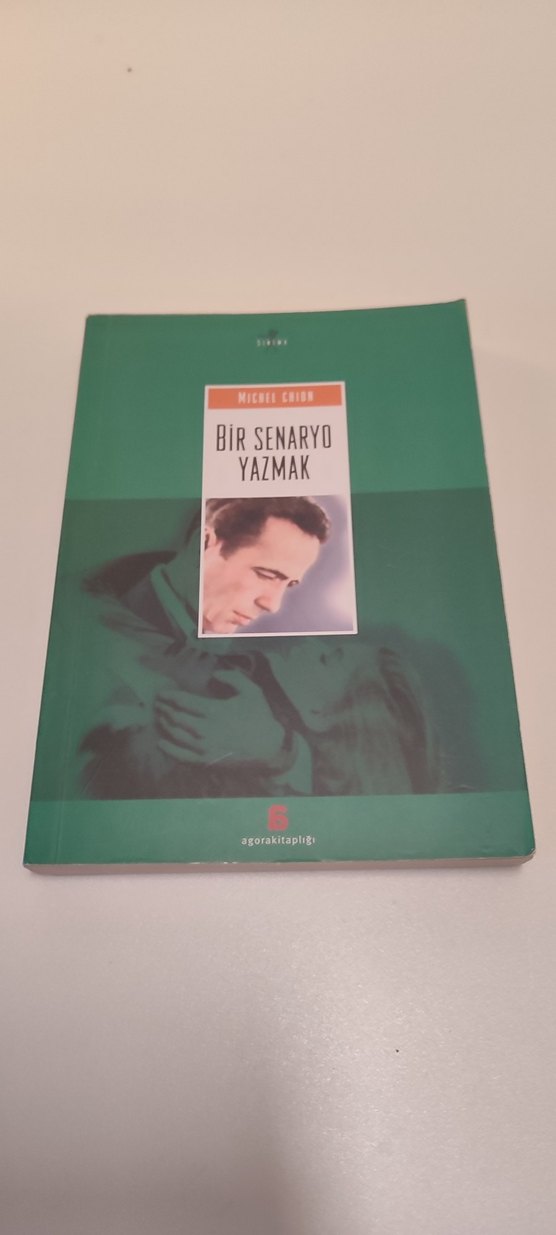 SİNEMA
MICHEL CHION
BİR SENARYO
YAZMAK
agorakitaplığı